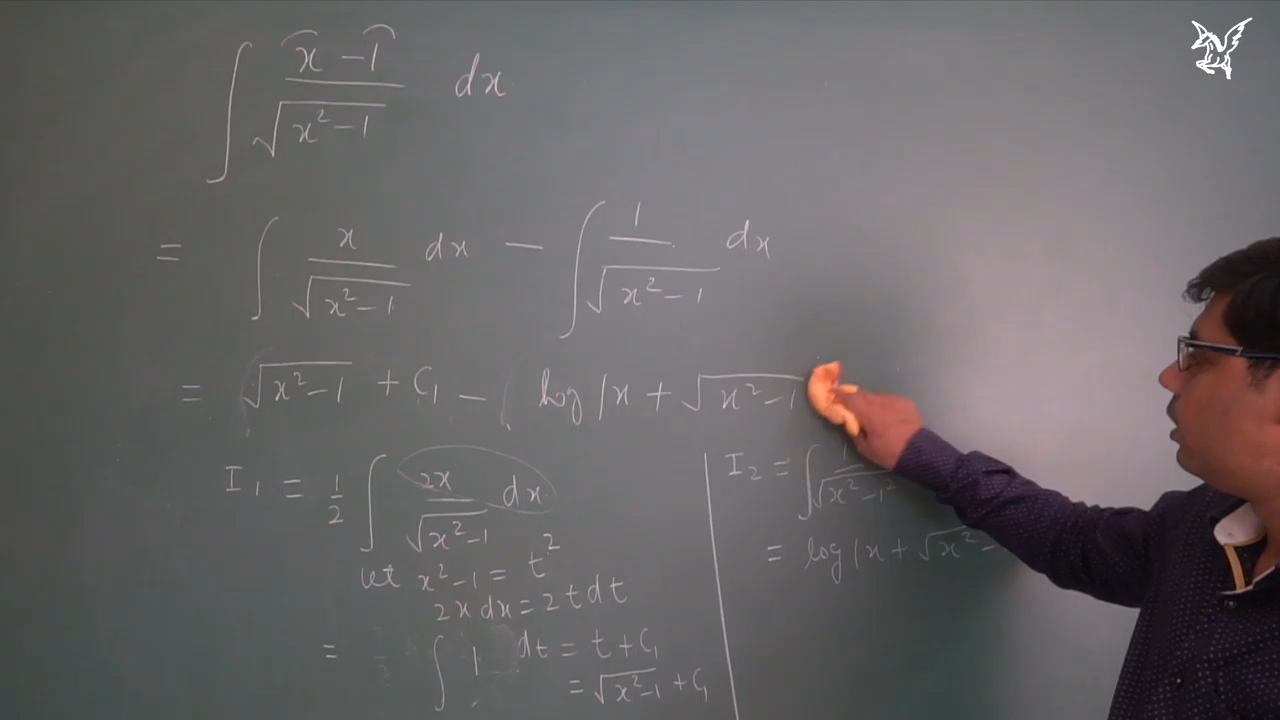 ∫ (x − 1)/√(x² − 1) dx
= ∫ x/√(x² − 1) dx − ∫ 1/√(x² − 1) dx
= √(x² − 1) + C₁ − ( log |x + √(x² − 1)
I₁ = 1/2 ∫ 2x/√(x² − 1) dx
let x² − 1 = t²
2x dx = 2t dt
= ∫ 1 dt = t + C₁
= √(x² − 1) + C₁
I₂ = ∫ 1/√(x² − 1²)
= log |x + √(x² −